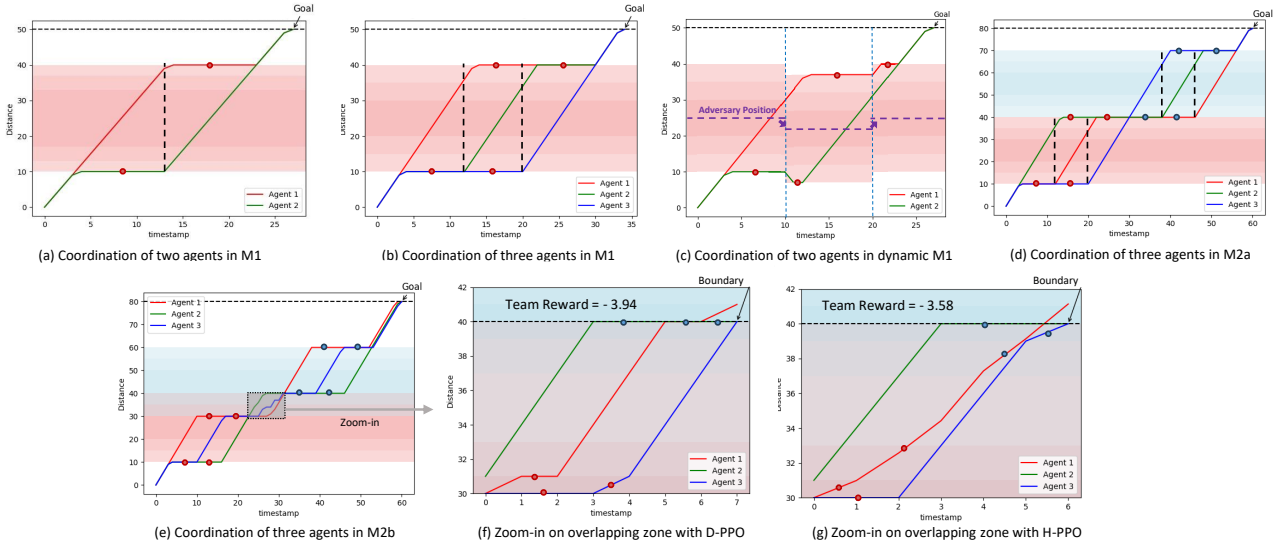 Goal
50
40
30
20
10
0
Distance
0
5
10
15
20
25
timestamp
Agent 1
Agent 2
(a) Coordination of two agents in M1
Goal
50
40
30
20
10
0
Distance
0
5
10
15
20
25
30
35
timestamp
Agent 1
Agent 2
Agent 3
(b) Coordination of three agents in M1
Goal
50
40
30
20
10
0
Distance
Adversary Position
0
5
10
15
20
25
timestamp
Agent 1
Agent 2
(c) Coordination of two agents in dynamic M1
Goal
80
70
60
50
40
30
20
10
0
Distance
0
10
20
30
40
50
60
timestamp
Agent 1
Agent 2
Agent 3
(d) Coordination of three agents in M2a
Goal
80
70
60
50
40
30
20
10
0
Distance
Agent 1
Agent 2
Agent 3
Zoom-in
0
10
20
30
40
50
60
timestamp
(e) Coordination of three agents in M2b
Boundary
42
40
38
36
34
32
30
Distance
Team Reward = - 3.94
Agent 1
Agent 2
Agent 3
0
1
2
3
4
5
6
7
timestamp
(f) Zoom-in on overlapping zone with D-PPO
Boundary
42
40
38
36
34
32
30
Distance
Team Reward = - 3.58
Agent 1
Agent 2
Agent 3
0
1
2
3
4
5
6
timestamp
(g) Zoom-in on overlapping zone with H-PPO